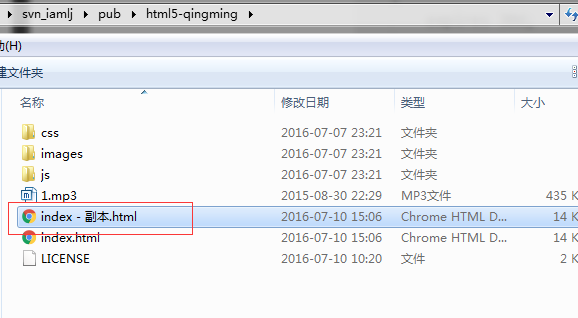 svn_iamlj pub html5-qingming
(H)
建文件夹
名称 修改日期 类型 大小
css 2016-07-07 23:21 文件夹
images 2016-07-07 23:21 文件夹
js 2016-07-07 23:21 文件夹
1.mp3 2015-08-30 22:29 MP3文件 435 K
index - 副本.html 2016-07-10 15:06 Chrome HTML D... 14 K
index.html 2016-07-10 15:06 Chrome HTML D... 14 K
LICENSE 2016-07-10 10:20 文件 2 K